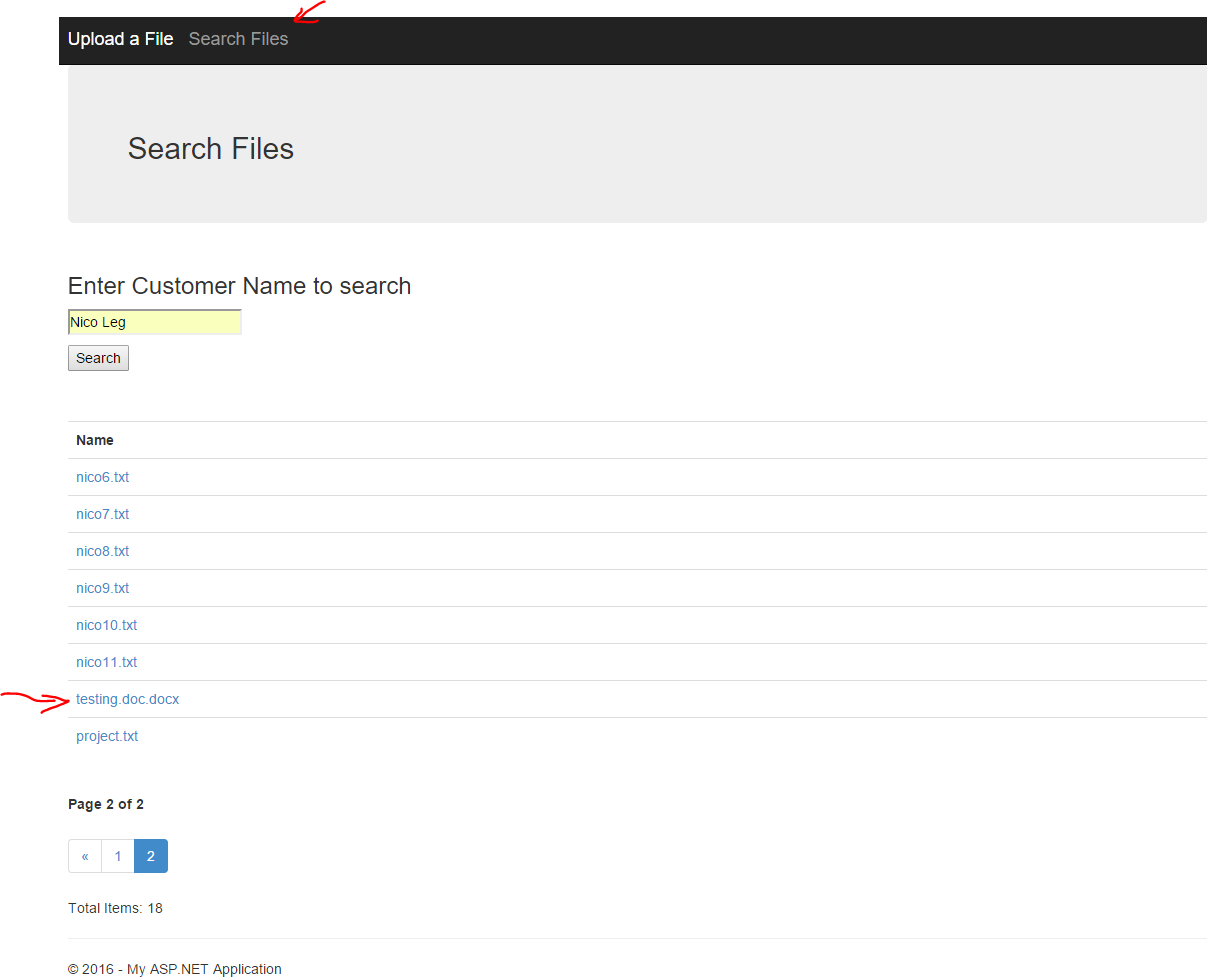 Upload a File Search Files
Search Files
Enter Customer Name to search
Nico Leg
Search
Name
nico6.txt
nico7.txt
nico8.txt
nico9.txt
nico10.txt
nico11.txt
testing.doc.docx
project.txt
Page 2 of 2
« 1 2
Total Items: 18
© 2016 - My ASP.NET Application